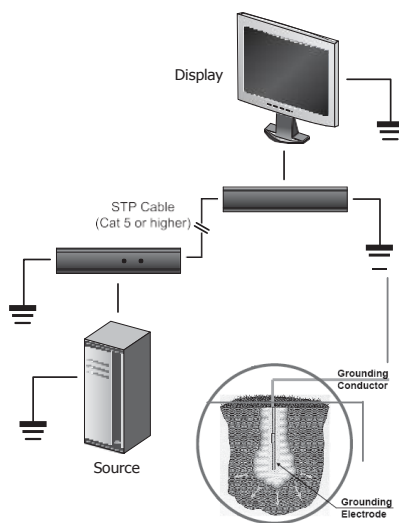 Display
STP Cable
(Cat 5 or higher)
Grounding
Conductor
Source
Grounding
Electrode